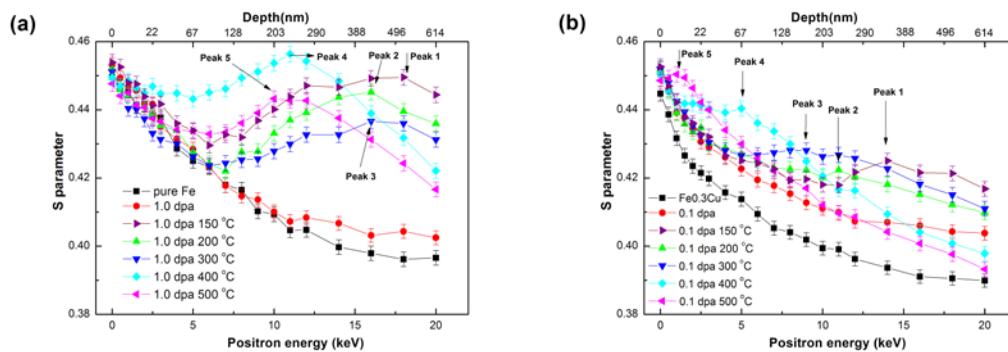 (a)
Depth(nm)
0 22 67 128 203 290 388 496 614
0.46
0.44
0.42
0.40
0.38
S parameter
Peak 5
Peak 4
Peak 2
Peak 1
Peak 3
pure Fe
1.0 dpa
1.0 dpa 150 °C
1.0 dpa 200 °C
1.0 dpa 300 °C
1.0 dpa 400 °C
1.0 dpa 500 °C
0 5 10 15 20
Positron energy (keV)
(b)
Depth(nm)
0 22 67 128 203 290 388 496 614
0.46
0.44
0.42
0.40
0.38
S parameter
Peak 5
Peak 4
Peak 3
Peak 2
Peak 1
Fe0.3Cu
0.1 dpa
0.1 dpa 150 °C
0.1 dpa 200 °C
0.1 dpa 300 °C
0.1 dpa 400 °C
0.1 dpa 500 °C
0 5 10 15 20
Positron energy (keV)